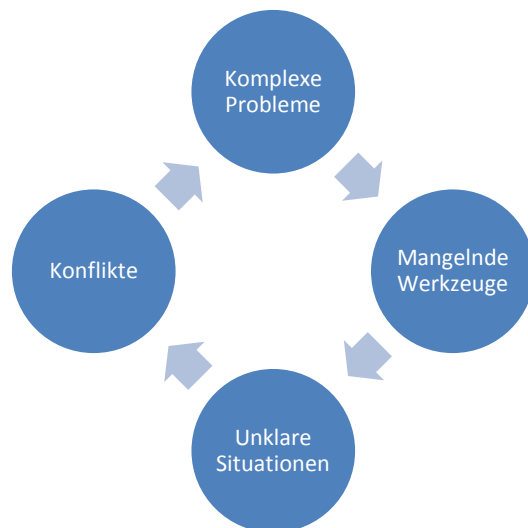 Komplexe
Probleme
Mangelnde
Werkzeuge
Unklare
Situationen
Konflikte